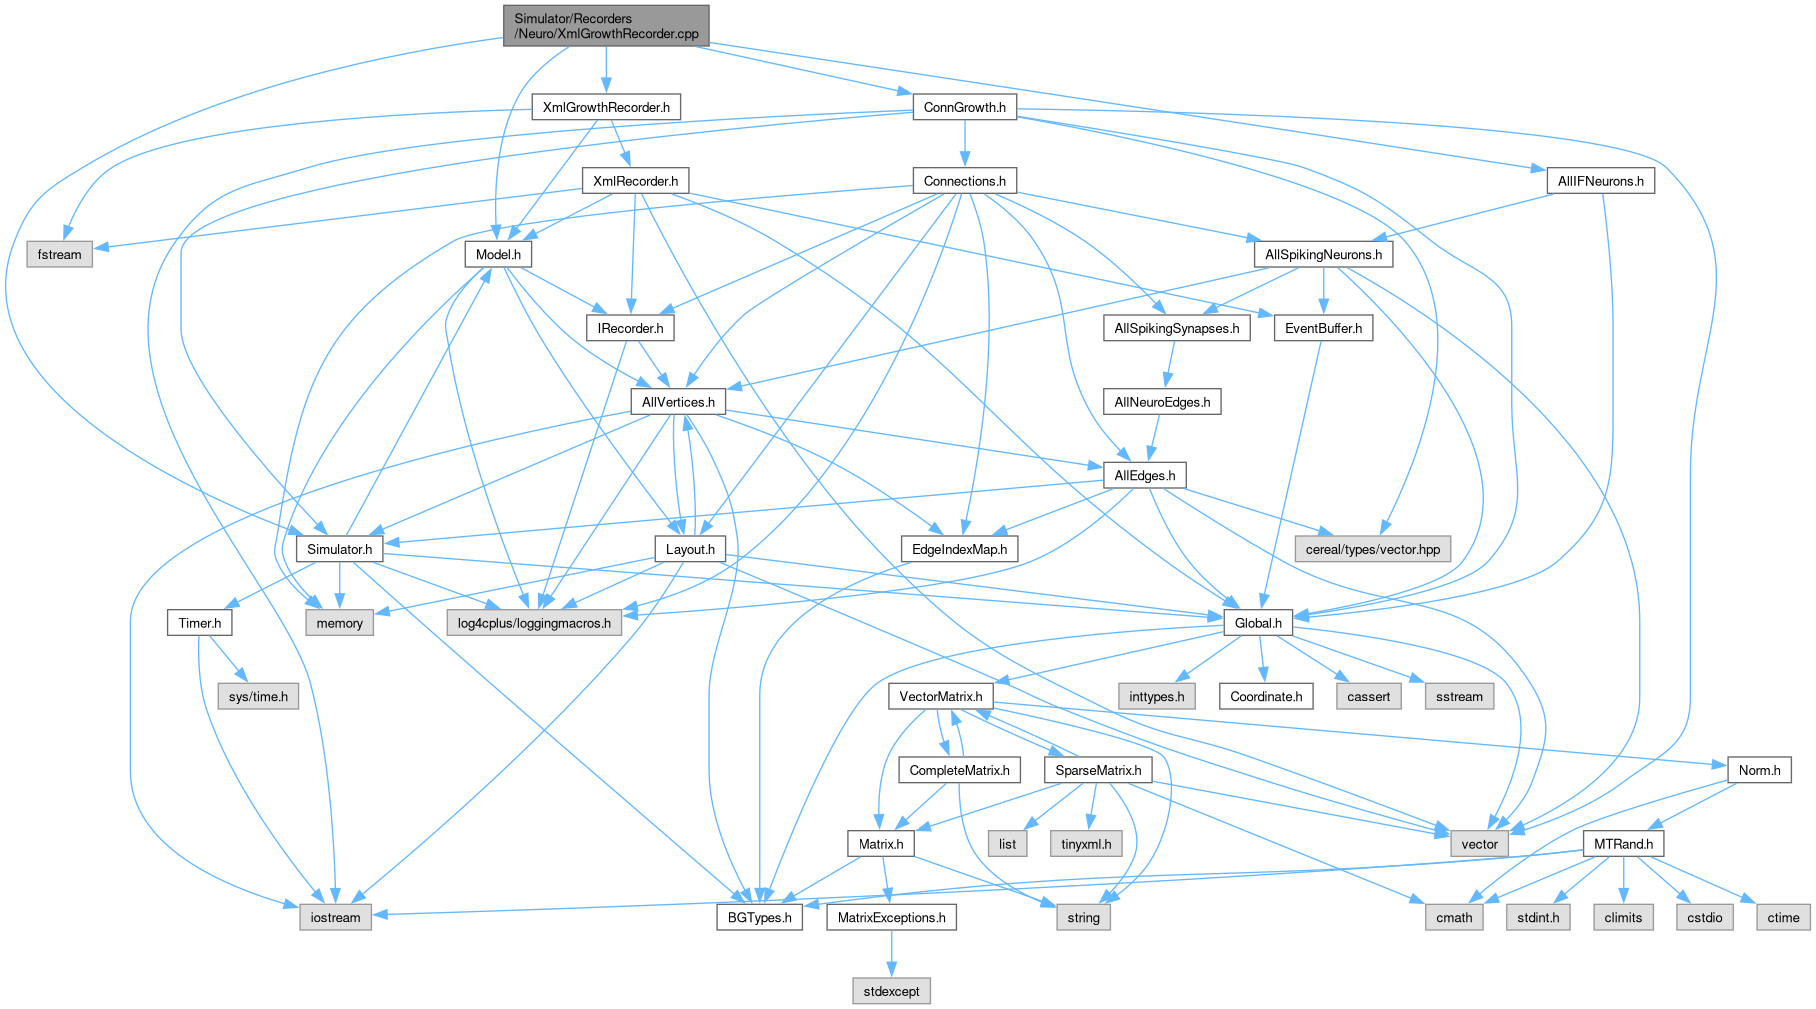 Simulator/Recorders
/Neuro/XmlGrowthRecorder.cpp
XmlGrowthRecorder.h
ConnGrowth.h
XmlRecorder.h
Connections.h
AllIFNeurons.h
fstream
Model.h
AllSpikingNeurons.h
IRecorder.h
AllSpikingSynapses.h
EventBuffer.h
AllVertices.h
AllNeuroEdges.h
AllEdges.h
Simulator.h
Layout.h
EdgeIndexMap.h
cereal/types/vector.hpp
Timer.h
memory
log4cplus/loggingmacros.h
Global.h
sys/time.h
VectorMatrix.h
inttypes.h
Coordinate.h
cassert
sstream
CompleteMatrix.h
SparseMatrix.h
Norm.h
Matrix.h
list
tinyxml.h
vector
MTRand.h
iostream
BGTypes.h
MatrixExceptions.h
string
cmath
stdint.h
climits
cstdio
ctime
stdexcept